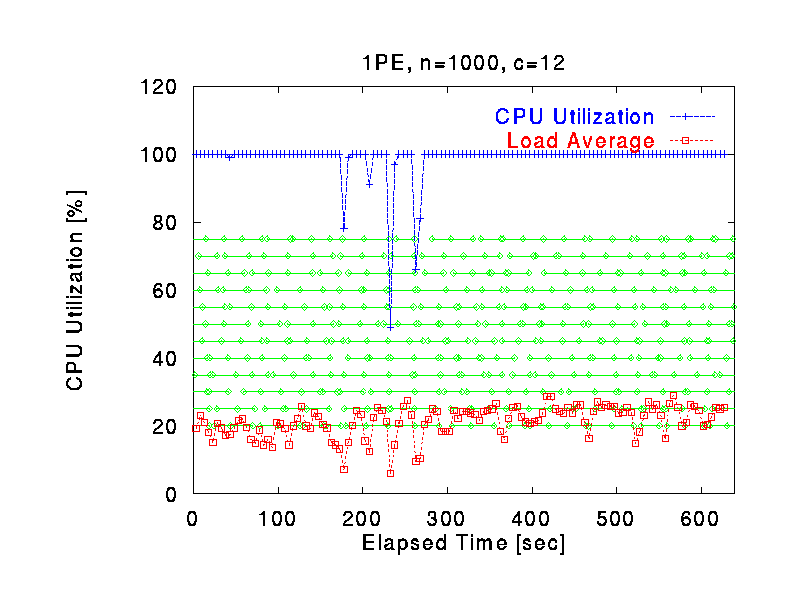 1PE, n=1000, c=12
120
100
80
60
40
20
0
CPU Utilization [%]
CPU Utilization
Load Average
0 100 200 300 400 500 600
Elapsed Time [sec]